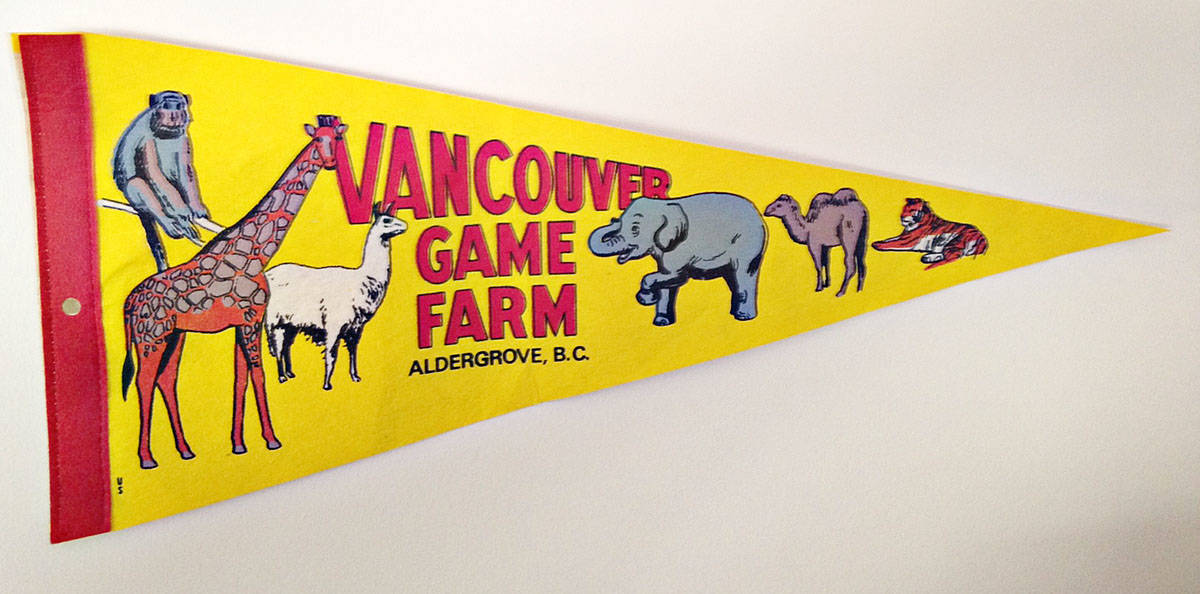 VANCOUVER
GAME
FARM
ALDERGROVE, B.C.
U
S